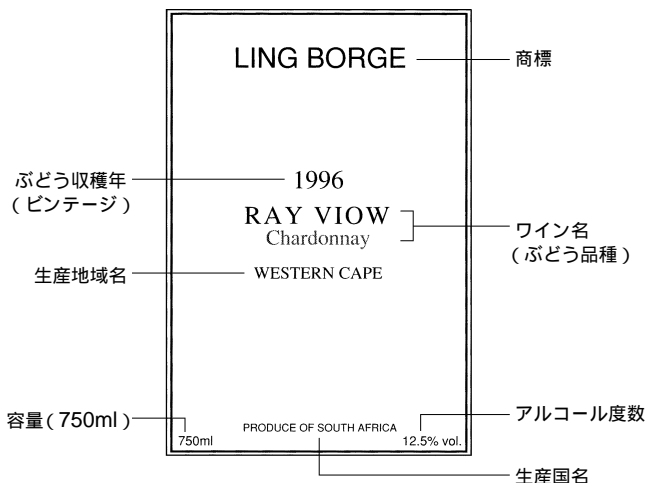 LING BORGE
商標
ぶどう収穫年
(ビンテージ)
1996
RAY VIOW
Chardonnay
ワイン名
(ぶどう品種)
生産地域名
WESTERN CAPE
容量(750ml)
750ml
PRODUCE OF SOUTH AFRICA
12.5% vol.
アルコール度数
生産国名